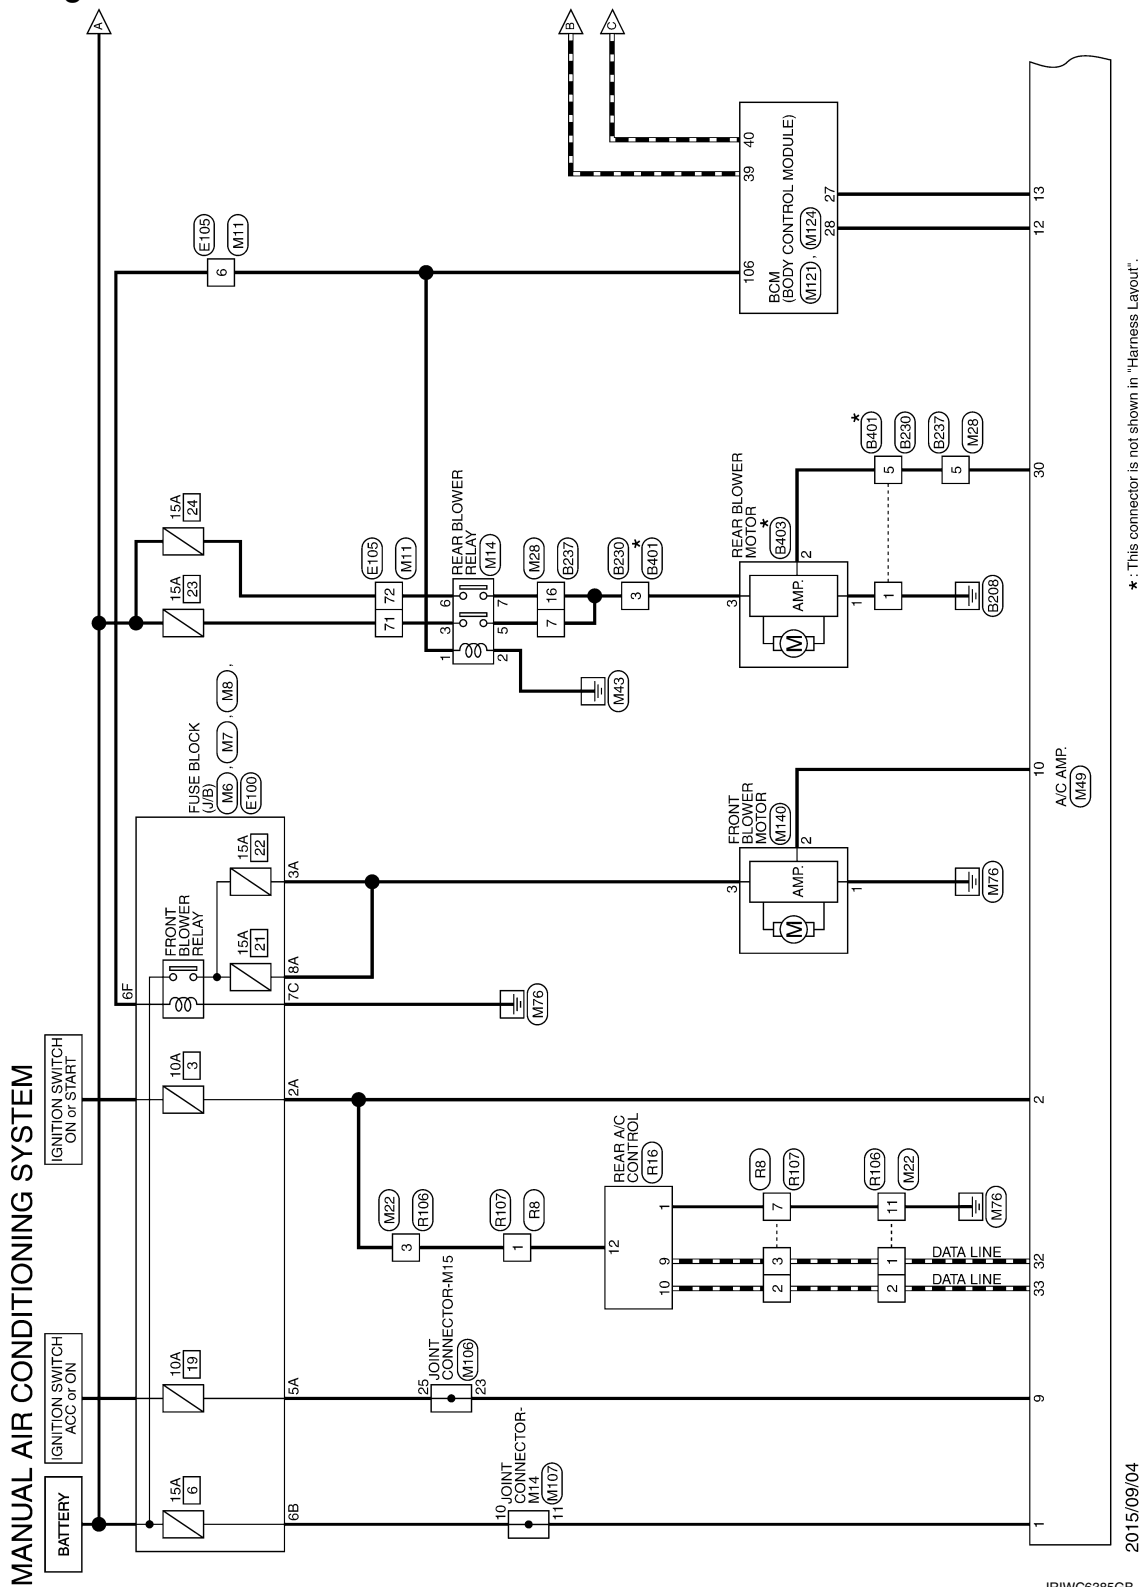 MANUAL AIR CONDITIONING SYSTEM
BATTERY
IGNITION SWITCH
ACC or ON
IGNITION SWITCH
ON or START
A
B
C
15A
6
10A
19
10A
3
FRONT
BLOWER
RELAY
15A
21
15A
22
FUSE BLOCK
(J/B)
M6 , M7 , M8 ,
E100
6F
6B
5A
2A
7C
8A
3A
15A
23
15A
24
E105
M11
6
E105
M11
71
72
REAR BLOWER
RELAY
M14
1
3
6
2
5
7
M43
M28
B237
7
16
B230
B401
*
3
10
JOINT
CONNECTOR-
M14
M107
11
25
JOINT
CONNECTOR-M15
M106
23
M22
R106
3
R107
R8
1
REAR A/C
CONTROL
R16
12
10
9
1
R8
R107
2
3
7
R106
M22
2
1
11
DATA LINE
DATA LINE
M76
M76
FRONT
BLOWER
MOTOR
M140
3
AMP.
M
2
1
M76
REAR BLOWER
MOTOR
*
B403
3
AMP.
M
2
1
1
B208
*
B401
B230
5
B237
M28
5
106
39
40
BCM
(BODY CONTROL MODULE)
M121 , M124
28
27
1
9
33
32
2
10
30
12
13
A/C AMP.
M49
* : This connector is not shown in "Harness Layout".
2015/09/04